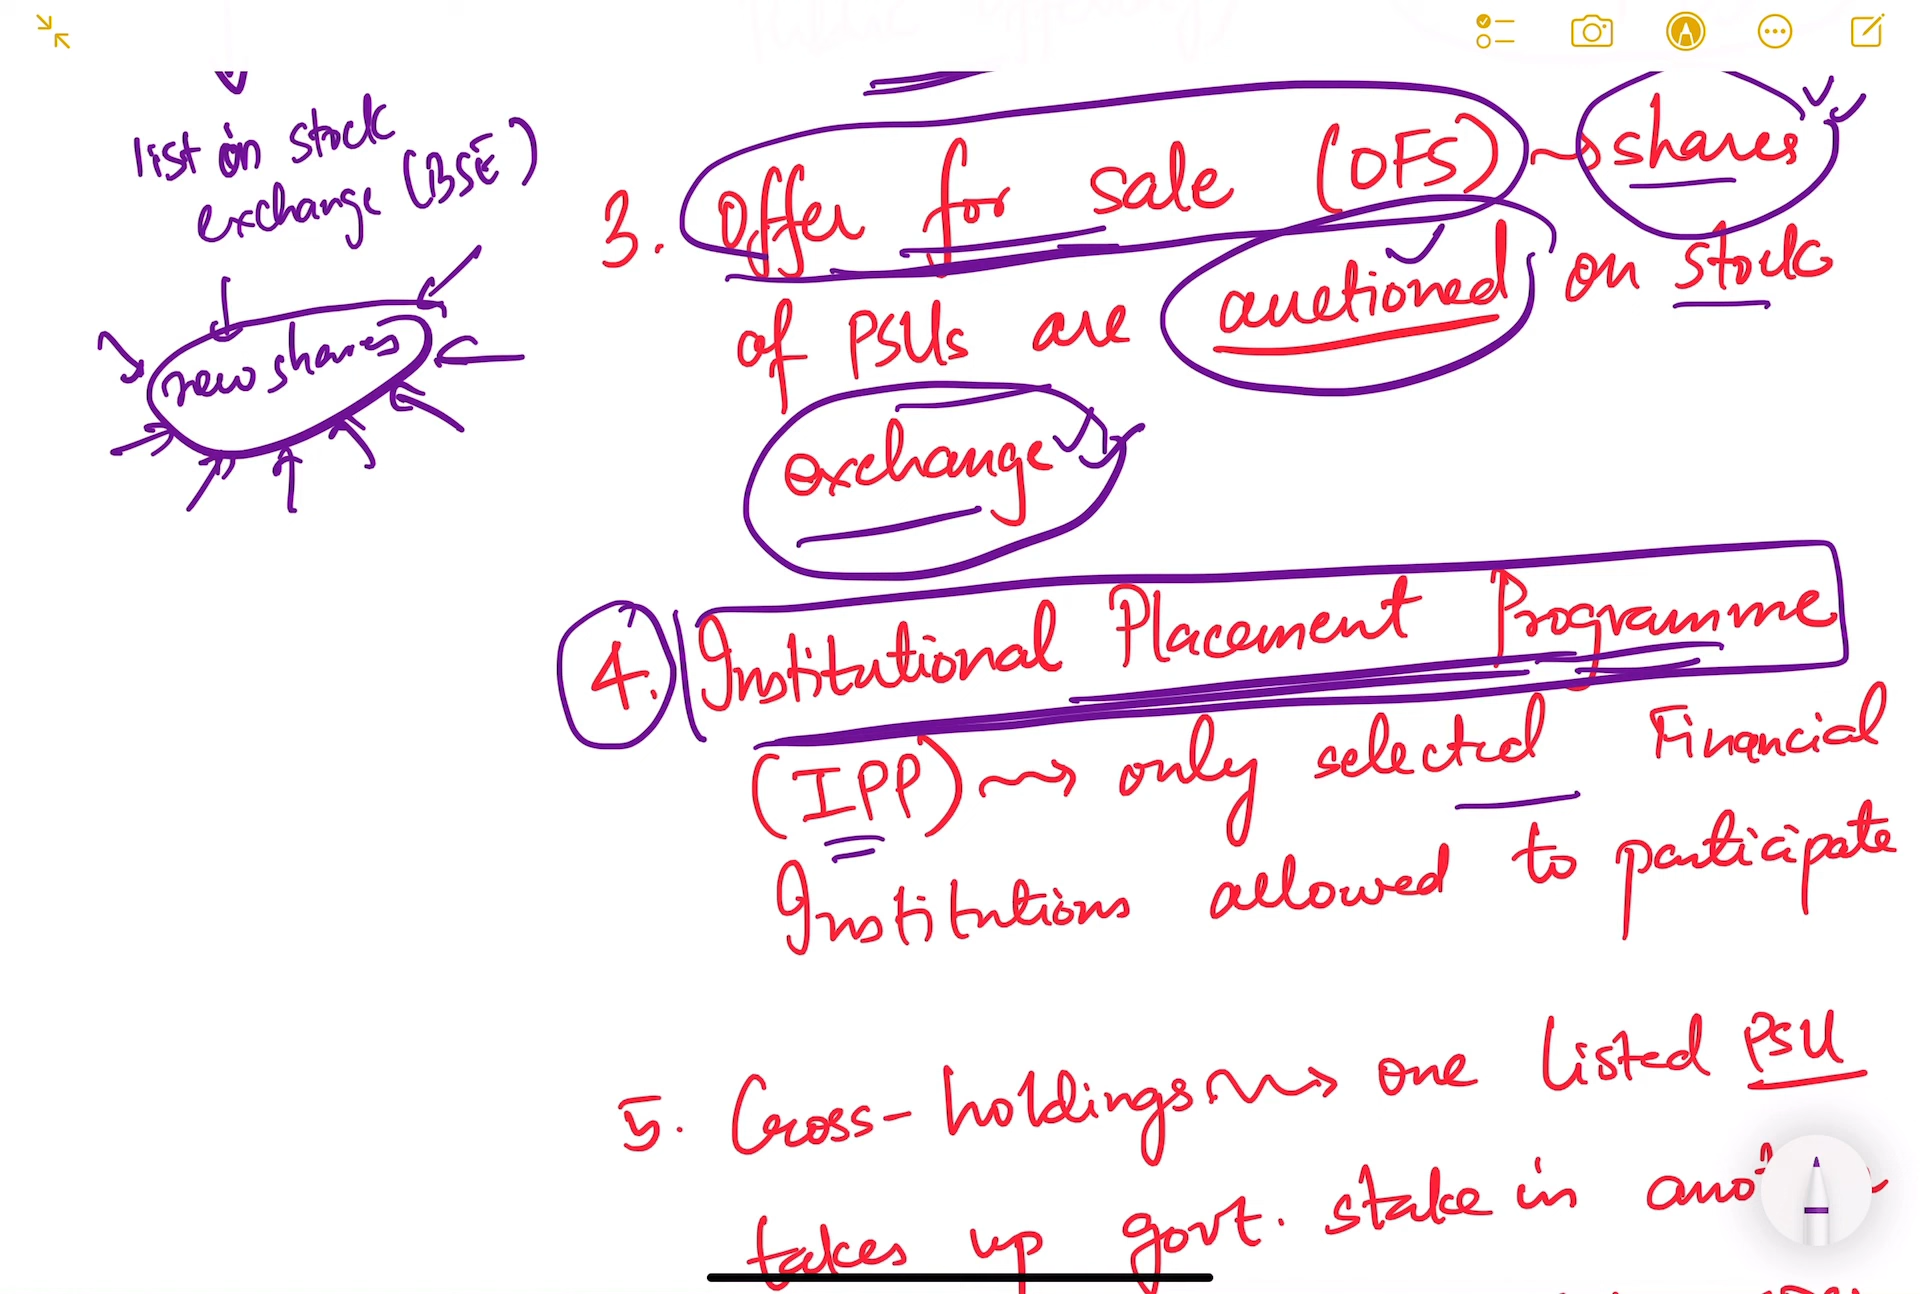 list on stock
exchange (BSE)
new shares
3. Offer for sale (OFS) shares
of PSUs are auctioned on stock
exchange
4. Institutional Placement Programme
(IPP) only selected Financial
Institutions allowed to participate
5. Cross-holdings one listed PSU
takes up govt. stake in